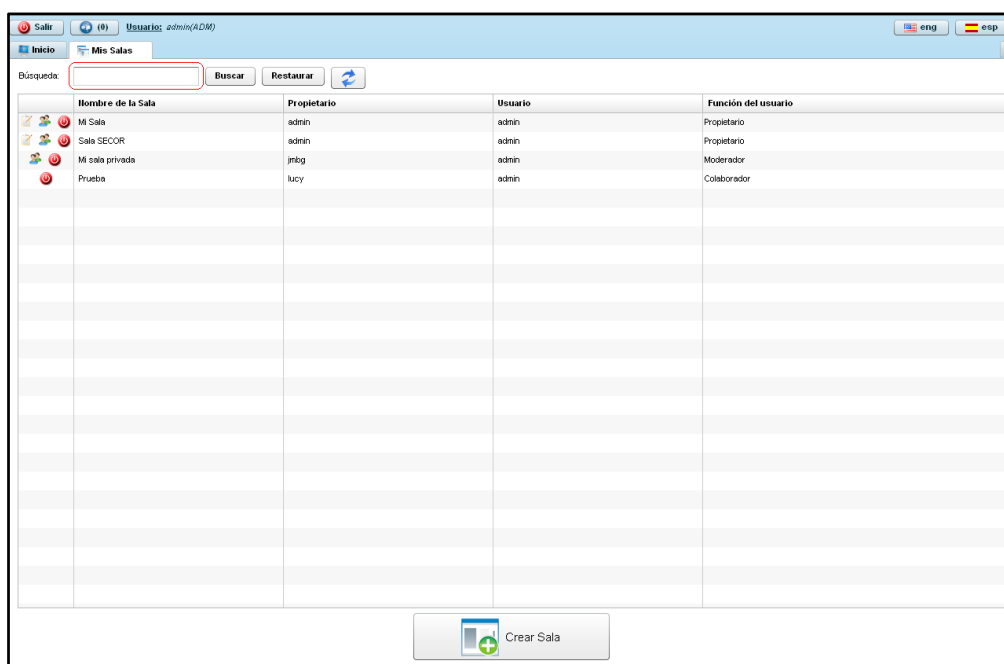 Salir (0) Usuario: admin(ADM) eng esp
Inicio Mis Salas
Búsqueda: Buscar Restaurar
Nombre de la Sala Propietario Usuario Función del usuario
Mi Sala admin admin Propietario
Sala SECOR admin admin Propietario
Mi sala privada jmbg admin Moderador
Prueba lucy admin Colaborador
Crear Sala